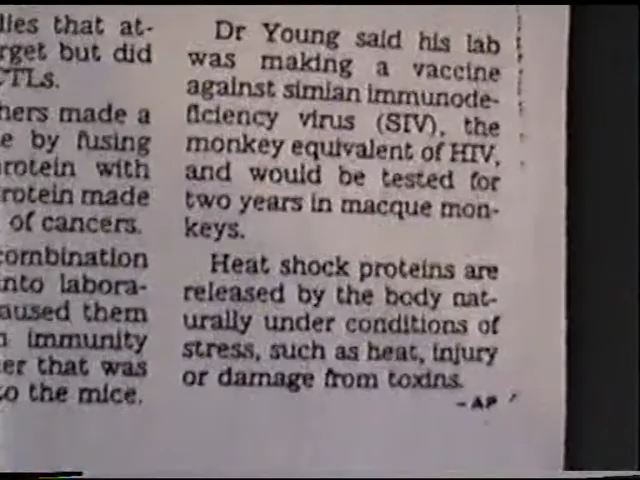 lies that at-
rget but did
CTLs.
hers made a
e by fusing
rotein with
rotein made
of cancers.
combination
nto labora-
aused them
n immunity
er that was
to the mice.
Dr Young said his lab
was making a vaccine
against simian immunode-
ficiency virus (SIV), the
monkey equivalent of HIV,
and would be tested for
two years in macque mon-
keys.
Heat shock proteins are
released by the body nat-
urally under conditions of
stress, such as heat, injury
or damage from toxins.
- AP